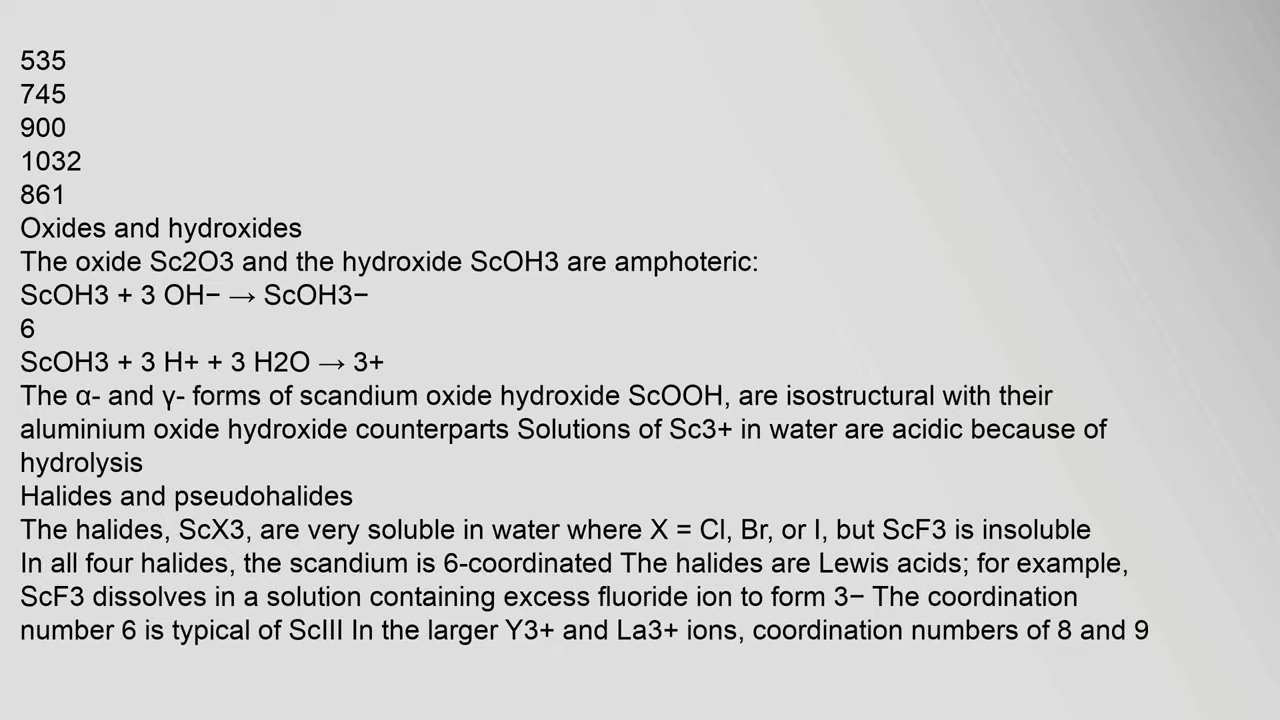 535
745
900
1032
861
Oxides and hydroxides
The oxide Sc2O3 and the hydroxide ScOH3 are amphoteric:
ScOH3 + 3 OH− → ScOH3−
6
ScOH3 + 3 H+ + 3 H2O → 3+
The α- and γ- forms of scandium oxide hydroxide ScOOH, are isostructural with their
aluminium oxide hydroxide counterparts Solutions of Sc3+ in water are acidic because of
hydrolysis
Halides and pseudohalides
The halides, ScX3, are very soluble in water where X = Cl, Br, or I, but ScF3 is insoluble
In all four halides, the scandium is 6-coordinated The halides are Lewis acids; for example,
ScF3 dissolves in a solution containing excess fluoride ion to form 3− The coordination
number 6 is typical of ScIII In the larger Y3+ and La3+ ions, coordination numbers of 8 and 9